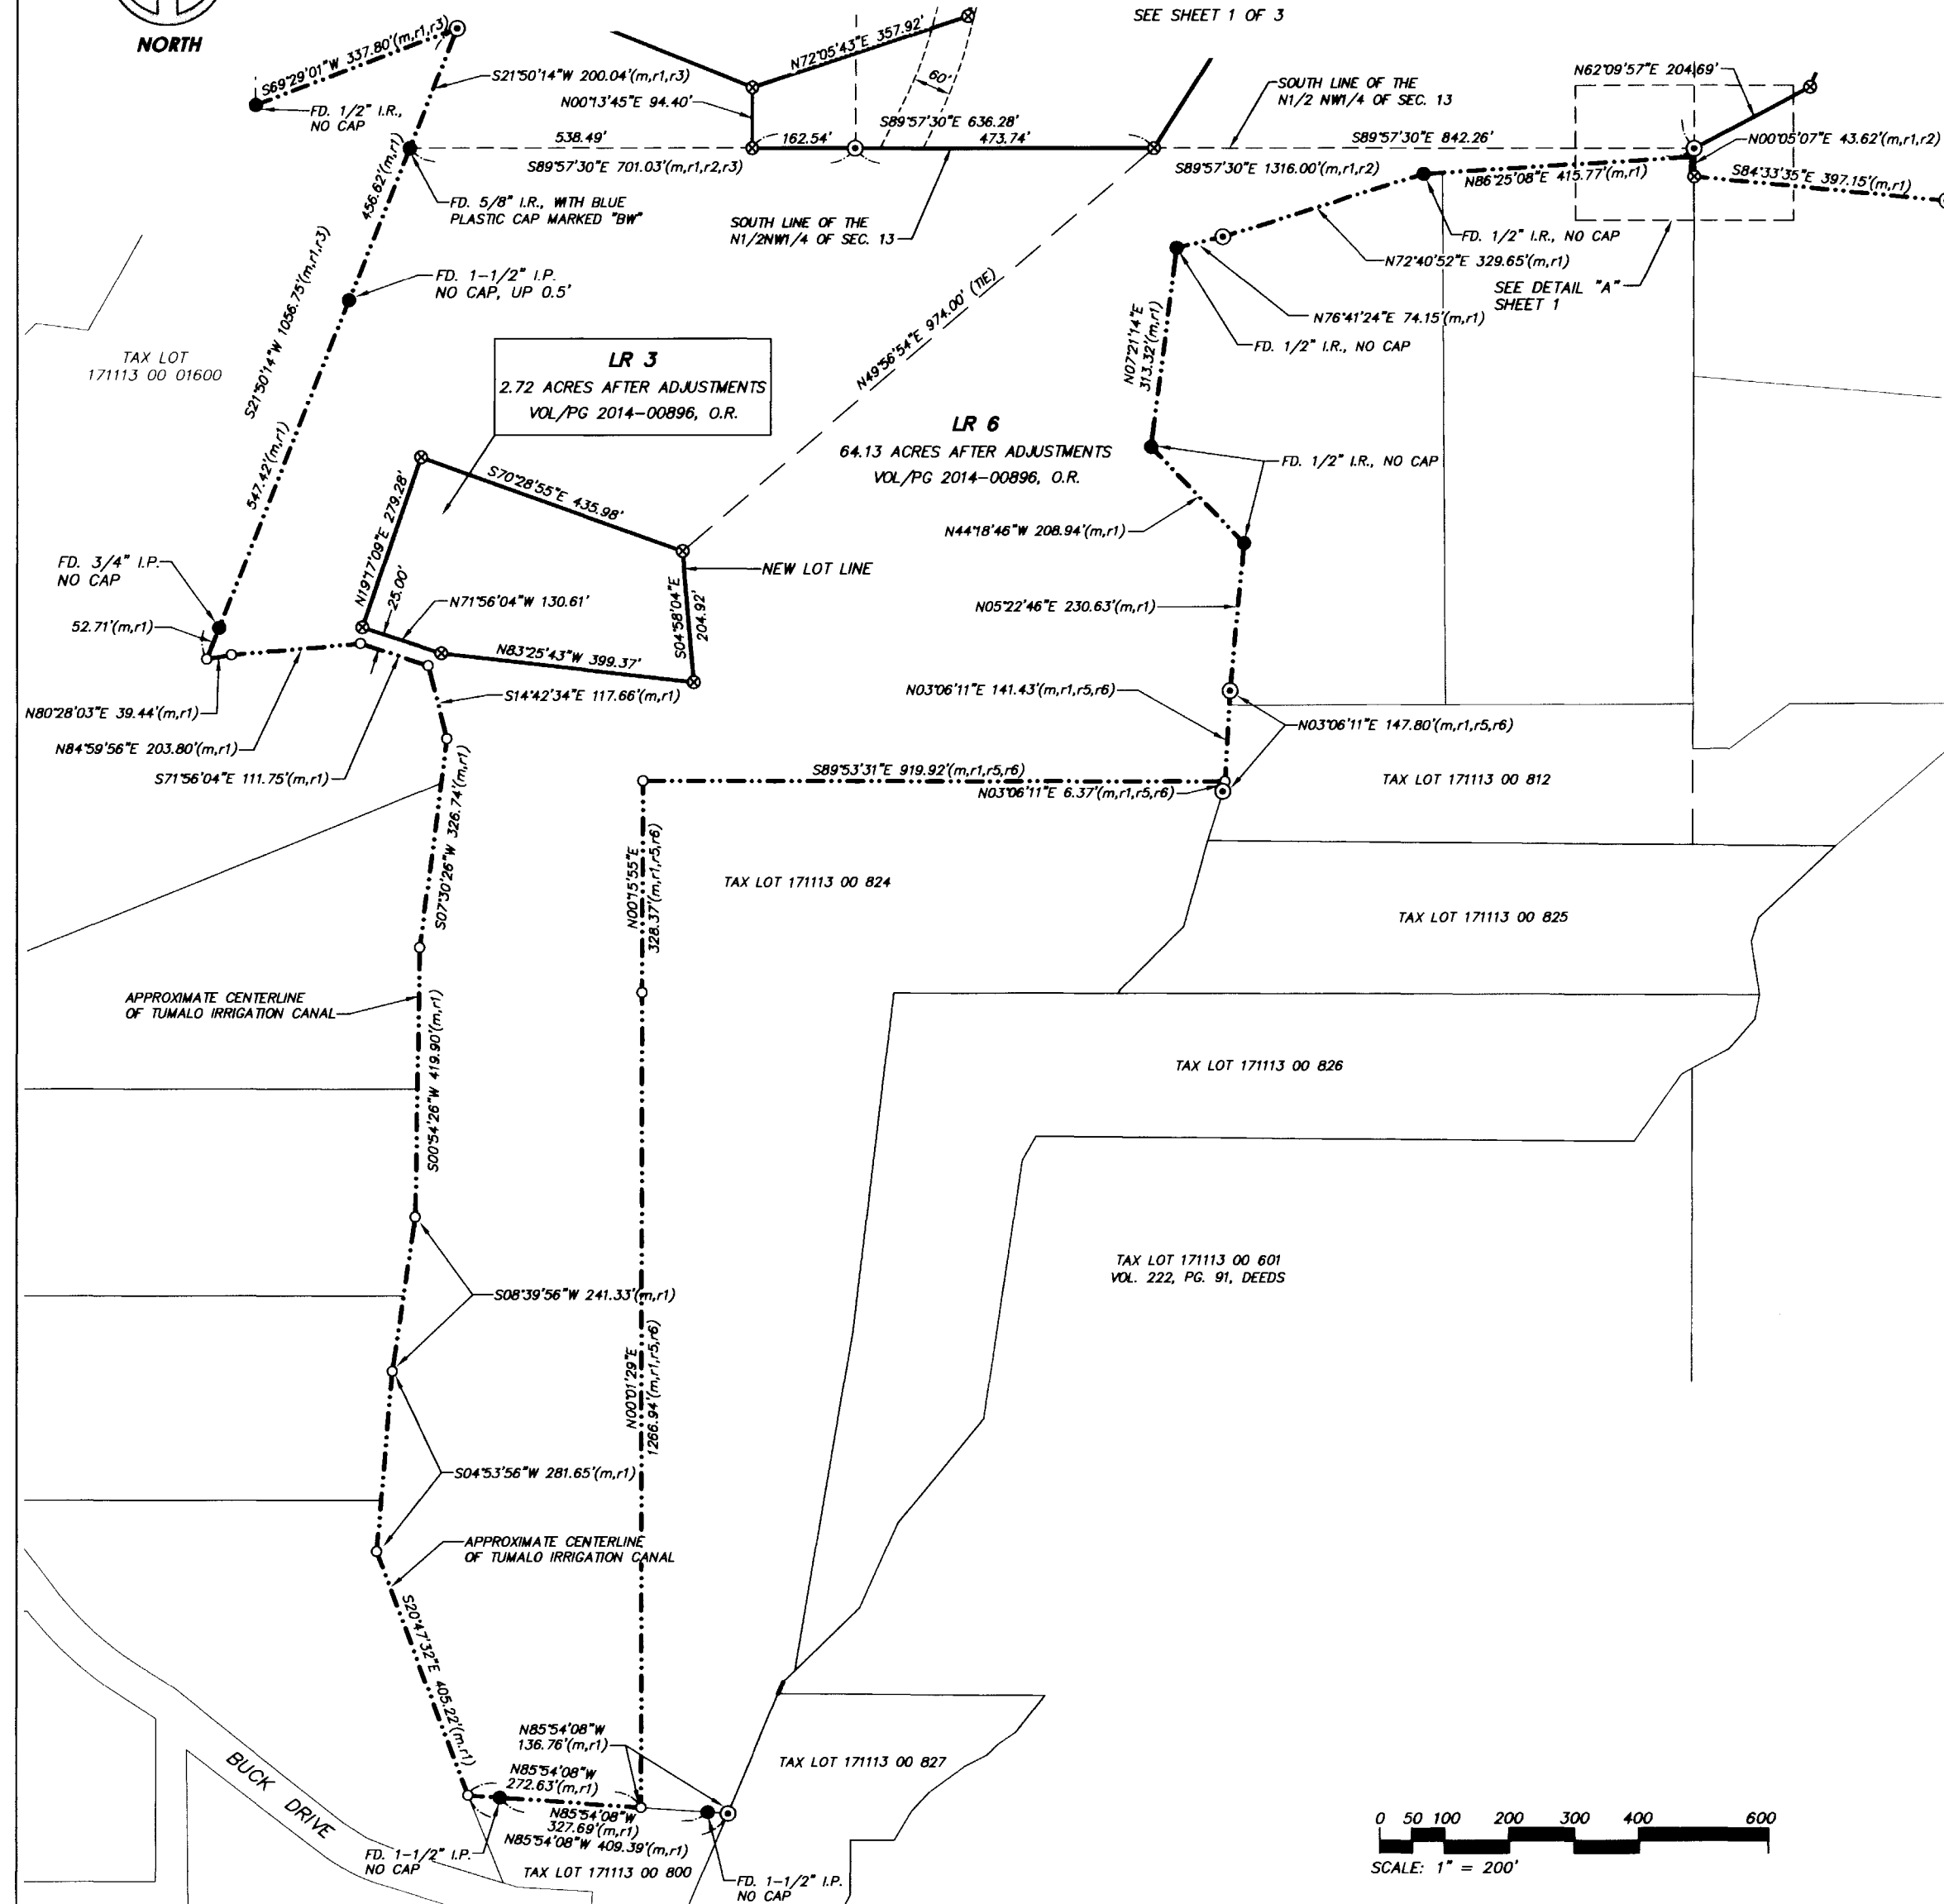 NORTH
SEE SHEET 1 OF 3
S69°29'01"W 337.80'(m,r1,r3)
FD. 1/2" I.R.,
NO CAP
S21°50'14"W 200.04'(m,r1,r3)
N00°13'45"E 94.40'
N72°05'43"E 357.92'
60'
SOUTH LINE OF THE
N1/2 NW1/4 OF SEC. 13
N62°09'57"E 204.69'
538.49'
S89°57'30"E 701.03'(m,r1,r2,r3)
162.54'
S89°57'30"E 636.28'
473.74'
S89°57'30"E 842.26'
S89°57'30"E 1316.00'(m,r1,r2)
N00°05'07"E 43.62'(m,r1,r2)
N86°25'08"E 415.77'(m,r1)
S84°33'35"E 397.15'(m,r1)
456.62'(m,r1)
FD. 5/8" I.R., WITH BLUE
PLASTIC CAP MARKED "BW"
SOUTH LINE OF THE
N1/2NW1/4 OF SEC. 13
FD. 1/2" I.R., NO CAP
N72°40'52"E 329.65'(m,r1)
SEE DETAIL "A"
SHEET 1
N76°41'24"E 74.15'(m,r1)
FD. 1/2" I.R., NO CAP
S21°50'14"W 1056.75'(m,r1,r3)
FD. 1-1/2" I.P.
NO CAP, UP 0.5'
N49°56'54"E 974.00' (TIE)
N07°21'14"E
313.32'(m,r1)
TAX LOT
171113 00 01600
LR 3
2.72 ACRES AFTER ADJUSTMENTS
VOL/PG 2014-00896, O.R.
LR 6
64.13 ACRES AFTER ADJUSTMENTS
VOL/PG 2014-00896, O.R.
FD. 1/2" I.R., NO CAP
547.42'(m,r1)
S70°28'55"E 435.98'
N19°17'09"E 279.28'
25.00'
N44°18'46"W 208.94'(m,r1)
FD. 3/4" I.P.
NO CAP
NEW LOT LINE
N71°56'04"W 130.61'
S04°58'04"E
204.92'
N05°22'46"E 230.63'(m,r1)
52.71'(m,r1)
N83°25'43"W 399.37'
S14°42'34"E 117.66'(m,r1)
N03°06'11"E 141.43'(m,r1,r5,r6)
N80°28'03"E 39.44'(m,r1)
N03°06'11"E 147.80'(m,r1,r5,r6)
N84°59'56"E 203.80'(m,r1)
S71°56'04"E 111.75'(m,r1)
S89°53'31"E 919.92'(m,r1,r5,r6)
TAX LOT 171113 00 812
N03°06'11"E 6.37'(m,r1,r5,r6)
S07°30'26"W 326.74'(m,r1)
N00°15'55"E
328.37'(m,r1,r5,r6)
TAX LOT 171113 00 824
TAX LOT 171113 00 825
APPROXIMATE CENTERLINE
OF TUMALO IRRIGATION CANAL
S00°54'26"W 419.90'(m,r1)
TAX LOT 171113 00 826
TAX LOT 171113 00 601
VOL. 222, PG. 91, DEEDS
S08°39'56"W 241.33'(m,r1)
N00°01'29"E
1266.94'(m,r1,r5,r6)
S04°53'56"W 281.65'(m,r1)
APPROXIMATE CENTERLINE
OF TUMALO IRRIGATION CANAL
S20°47'32"E 405.22'(m,r1)
N85°54'08"W
136.76'(m,r1)
N85°54'08"W
272.63'(m,r1)
TAX LOT 171113 00 827
BUCK DRIVE
N85°54'08"W
327.69'(m,r1)
N85°54'08"W 409.39'(m,r1)
FD. 1-1/2" I.P.
NO CAP
TAX LOT 171113 00 800
FD. 1-1/2" I.P.
NO CAP
0 50 100 200 300 400 600
SCALE: 1" = 200'